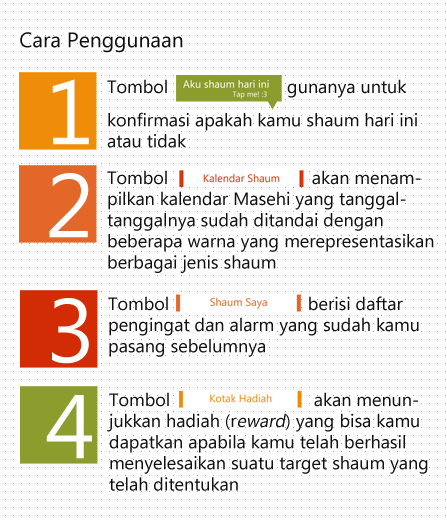 Cara Penggunaan
1
Tombol Aku shaum hari ini gunanya untuk
Tap me! :3
konfirmasi apakah kamu shaum hari ini
atau tidak
2
Tombol Kalendar Shaum akan menam-
pilkan kalendar Masehi yang tanggal-
tanggalnya sudah ditandai dengan
beberapa warna yang merepresentasikan
berbagai jenis shaum
3
Tombol Shaum Saya berisi daftar
pengingat dan alarm yang sudah kamu
pasang sebelumnya
4
Tombol Kotak Hadiah akan menun-
jukkan hadiah (reward) yang bisa kamu
dapatkan apabila kamu telah berhasil
menyelesaikan suatu target shaum yang
telah ditentukan